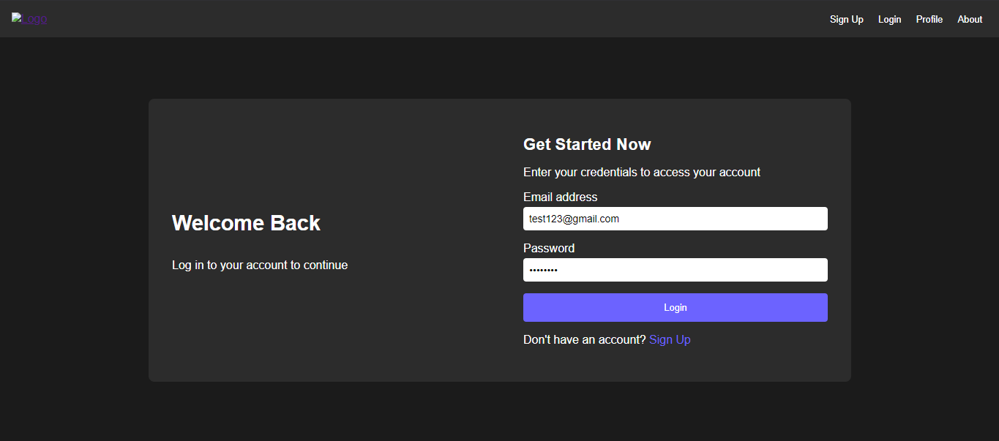 Logo
Sign Up
Login
Profile
About
Welcome Back
Log in to your account to continue
Get Started Now
Enter your credentials to access your account
Email address
test123@gmail.com
Password
••••••••
Login
Don't have an account? Sign Up